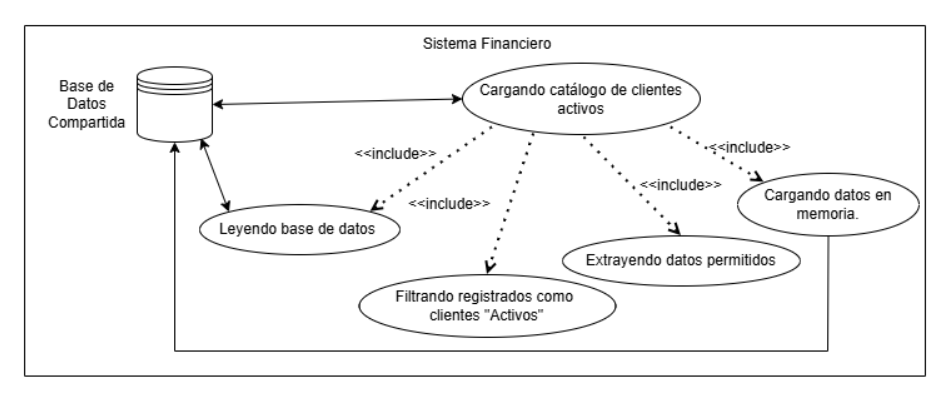 Sistema Financiero
Base de
Datos
Compartida
Cargando catálogo de clientes
activos
<<include>>
<<include>>
<<include>>
<<include>>
Cargando datos en
memoria.
Leyendo base de datos
Extrayendo datos permitidos
Filtrando registrados como
clientes "Activos"